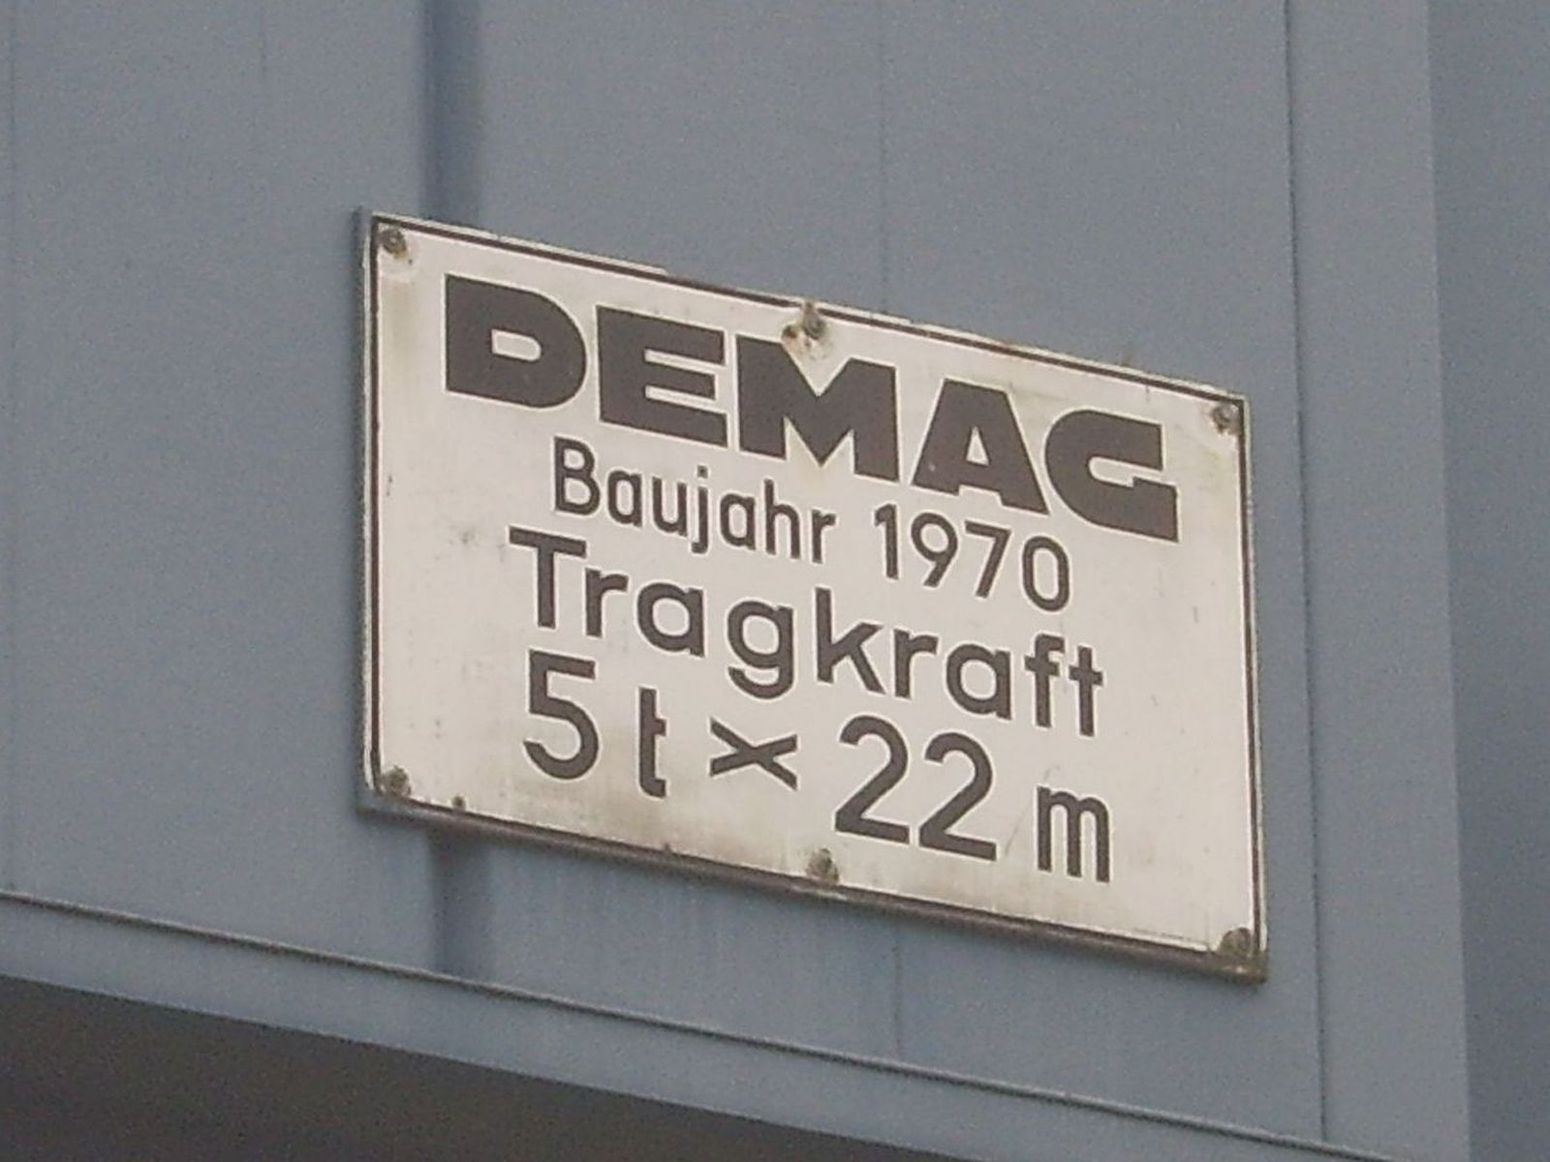 DEMAG
Baujahr 1970
Tragkraft
5 t × 22 m